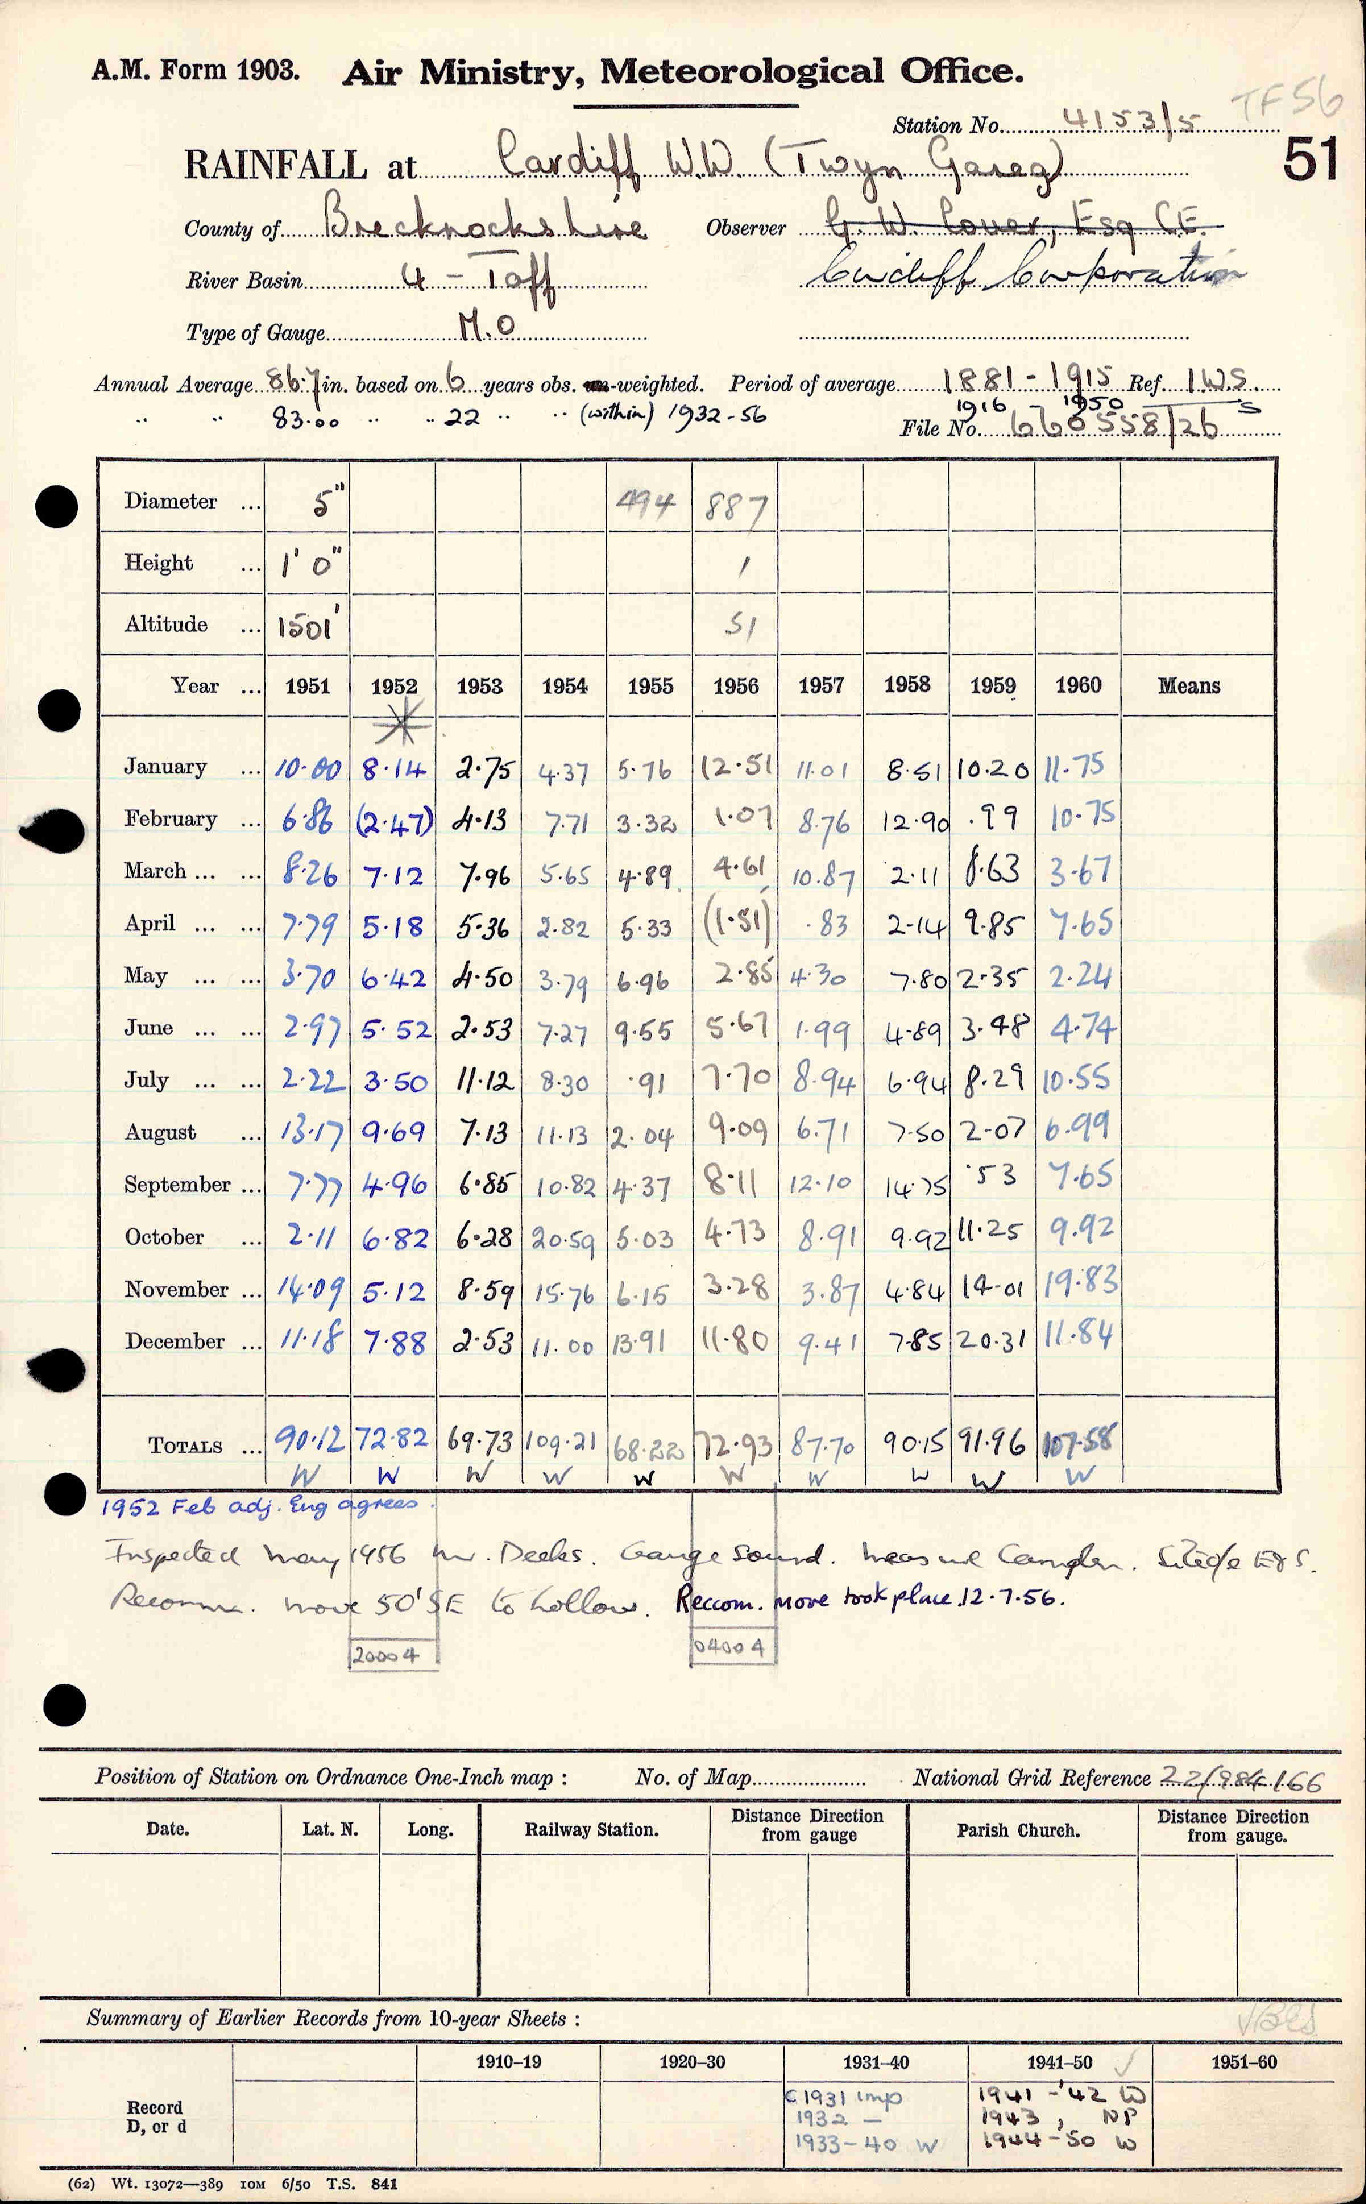 TF56
A.M. Form 1903. Air Ministry, Meteorological Office.
Station No. 4153/5
51
RAINFALL at Cardiff W.W. (Twyn Gareg)
County of Brecknockshire Observer G. W. Esq C.E.
River Basin 4 - Taff Cardiff Corporation
Type of Gauge M.O
Annual Average 86.7 in. based on 6 years obs. -weighted. Period of average 1881 - 1915 Ref. IWS.
" " 83.00 " " 22 " " (within) 1932-56 1916 1950 s
File No. 660558/26
Diameter ... 5" 494 887
Height ... 1' 0" 1
Altitude ... 1501' 51
Year ... 1951 1952 1953 1954 1955 1956 1957 1958 1959 1960 Means
January ... 10.00 8.14 2.75 4.37 5.76 12.51 11.01 8.51 10.20 11.75
February ... 6.86 (2.47) 4.13 7.71 3.32 1.07 8.76 12.90 .99 10.75
March ... ... 8.26 7.12 7.96 5.65 4.89 4.61 10.87 2.11 8.63 3.67
April ... ... 7.79 5.18 5.36 2.82 5.33 (1.51) .83 2.14 9.85 7.65
May ... ... 3.70 6.42 4.50 3.79 6.96 2.85 4.30 7.80 2.35 2.24
June ... ... 2.97 5.52 2.53 7.27 9.55 5.67 1.99 4.89 3.48 4.74
July ... ... 2.22 3.50 11.12 8.30 .91 7.70 8.94 6.94 8.29 10.55
August ... 13.17 9.69 7.13 11.13 2.04 9.09 6.71 7.50 2.07 6.99
September ... 7.77 4.96 6.85 10.82 4.37 8.11 12.10 14.75 .53 7.65
October ... 2.11 6.82 6.28 20.59 5.03 4.73 8.91 9.92 11.25 9.92
November ... 14.09 5.12 8.59 15.76 6.15 3.28 3.87 4.84 14.01 19.83
December ... 11.18 7.88 2.53 11.00 13.91 11.80 9.41 7.85 20.31 11.84
TOTALS ... 90.12 72.82 69.73 109.21 68.22 72.93 87.70 90.15 91.96 107.58
W W W W W W W W W W
1952 Feb adj. Eng agrees.
Inspected May 1956 Mr. Deeks. Gauge sound. Measure Camden. Site o/e E & S.
Recomm. move 50' SE to hollow. Reccom. move took place 12.7.56.
20004 04004
Position of Station on Ordnance One-Inch map : No. of Map National Grid Reference 22/984166
Date. Lat. N. Long. Railway Station. Distance Direction from gauge Parish Church. Distance Direction from gauge.
Summary of Earlier Records from 10-year Sheets :
1910–19 1920–30 1931–40 1941–50 ✓ 1951–60
Record D, or d
C 1931 imp 1941 - '42 W
1932 — 1943, NP
1933-40 W 1944-50 W
(62) Wt. 13072—389 10M 6/50 T.S. 841